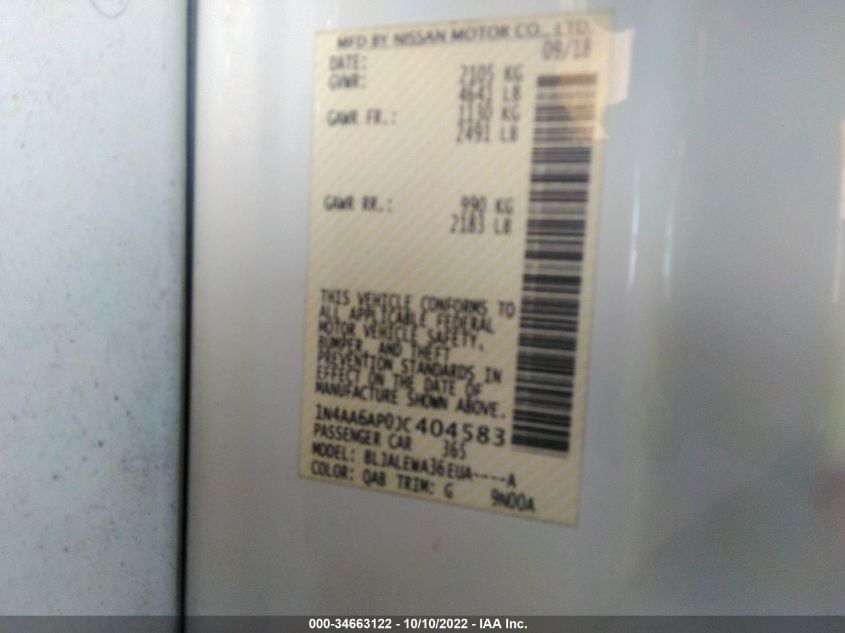 MFD BY NISSAN MOTOR CO., LTD.
DATE: 09/18
GVWR: 2105 KG
4641 LB
GAWR FR.: 1130 KG
2491 LB
GAWR RR.: 990 KG
2183 LB
THIS VEHICLE CONFORMS TO
ALL APPLICABLE FEDERAL
MOTOR VEHICLE SAFETY,
BUMPER, AND THEFT
PREVENTION STANDARDS IN
EFFECT ON THE DATE OF
MANUFACTURE SHOWN ABOVE.
1N4AA6AP0JC404583
PASSENGER CAR 365
MODEL: BLJALEWA36EUA----A
COLOR: QAB TRIM: G 9N00A
000-34663122 - 10/10/2022 - IAA Inc.